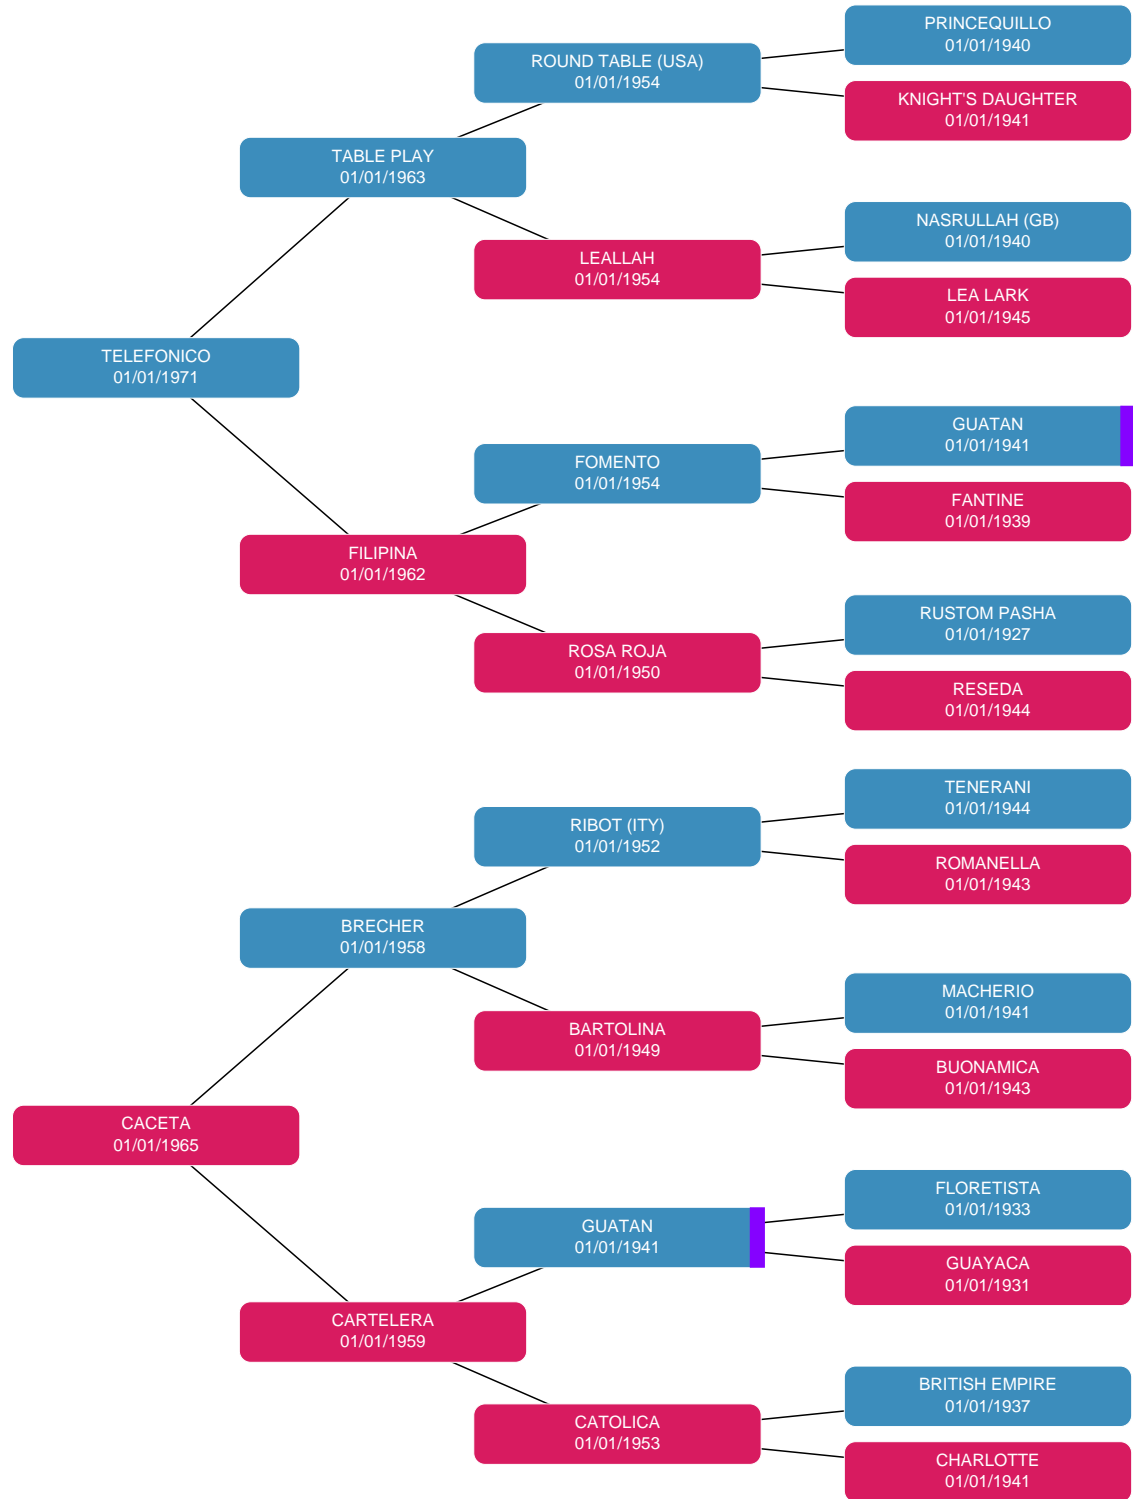 PRINCEQUILLO
01/01/1940
ROUND TABLE (USA)
01/01/1954
KNIGHT'S DAUGHTER
01/01/1941
TABLE PLAY
01/01/1963
NASRULLAH (GB)
01/01/1940
LEALLAH
01/01/1954
LEA LARK
01/01/1945
TELEFONICO
01/01/1971
GUATAN
01/01/1941
FOMENTO
01/01/1954
FANTINE
01/01/1939
FILIPINA
01/01/1962
RUSTOM PASHA
01/01/1927
ROSA ROJA
01/01/1950
RESEDA
01/01/1944
TENERANI
01/01/1944
RIBOT (ITY)
01/01/1952
ROMANELLA
01/01/1943
BRECHER
01/01/1958
MACHERIO
01/01/1941
BARTOLINA
01/01/1949
BUONAMICA
01/01/1943
CACETA
01/01/1965
FLORETISTA
01/01/1933
GUATAN
01/01/1941
GUAYACA
01/01/1931
CARTELERA
01/01/1959
BRITISH EMPIRE
01/01/1937
CATOLICA
01/01/1953
CHARLOTTE
01/01/1941